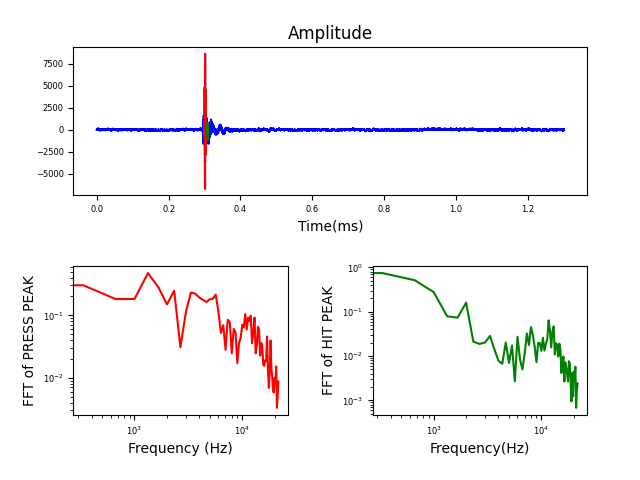 Amplitude
7500
5000
2500
0
−2500
−5000
0.0 0.2 0.4 0.6 0.8 1.0 1.2
Time(ms)
FFT of PRESS PEAK
10⁻¹
10⁻²
10³ 10⁴
Frequency (Hz)
FFT of HIT PEAK
10⁰
10⁻¹
10⁻²
10⁻³
10³ 10⁴
Frequency(Hz)